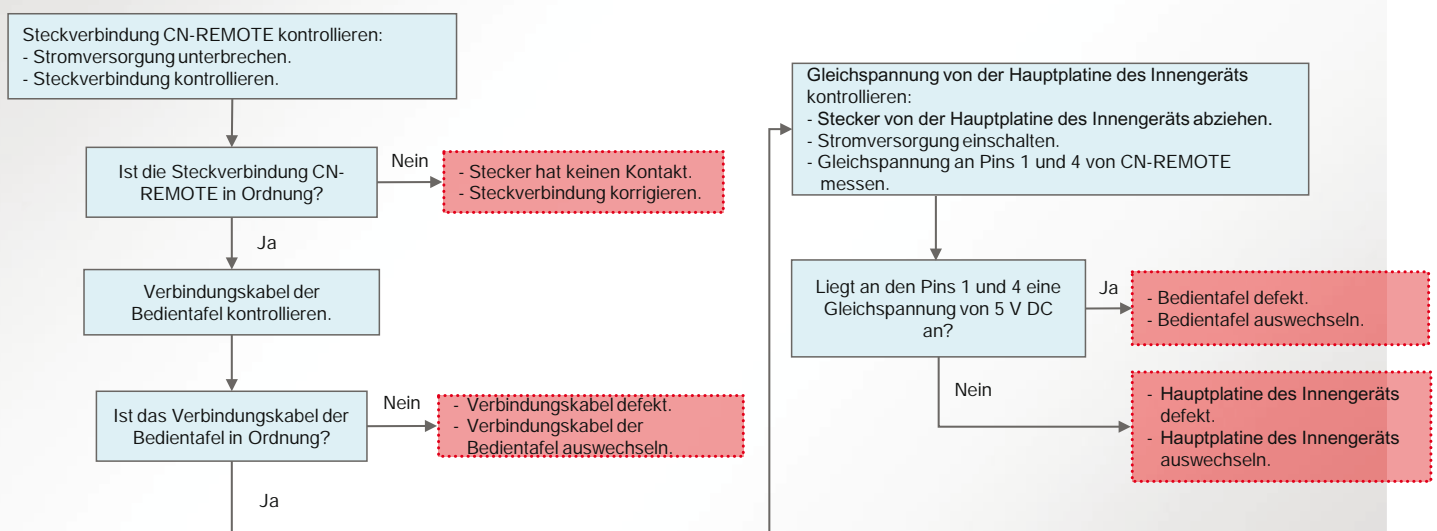 Steckverbindung CN-REMOTE kontrollieren:
- Stromversorgung unterbrechen.
- Steckverbindung kontrollieren.
Ist die Steckverbindung CN-
REMOTE in Ordnung?
Nein
- Stecker hat keinen Kontakt.
- Steckverbindung korrigieren.
Ja
Verbindungskabel der
Bedientafel kontrollieren.
Ist das Verbindungskabel der
Bedientafel in Ordnung?
Nein
- Verbindungskabel defekt.
- Verbindungskabel der
Bedientafel auswechseln.
Ja
Gleichspannung von der Hauptplatine des Innengeräts
kontrollieren:
- Stecker von der Hauptplatine des Innengeräts abziehen.
- Stromversorgung einschalten.
- Gleichspannung an Pins 1 und 4 von CN-REMOTE
messen.
Liegt an den Pins 1 und 4 eine
Gleichspannung von 5 V DC
an?
Ja
- Bedientafel defekt.
- Bedientafel auswechseln.
Nein
- Hauptplatine des Innengeräts
defekt.
- Hauptplatine des Innengeräts
auswechseln.